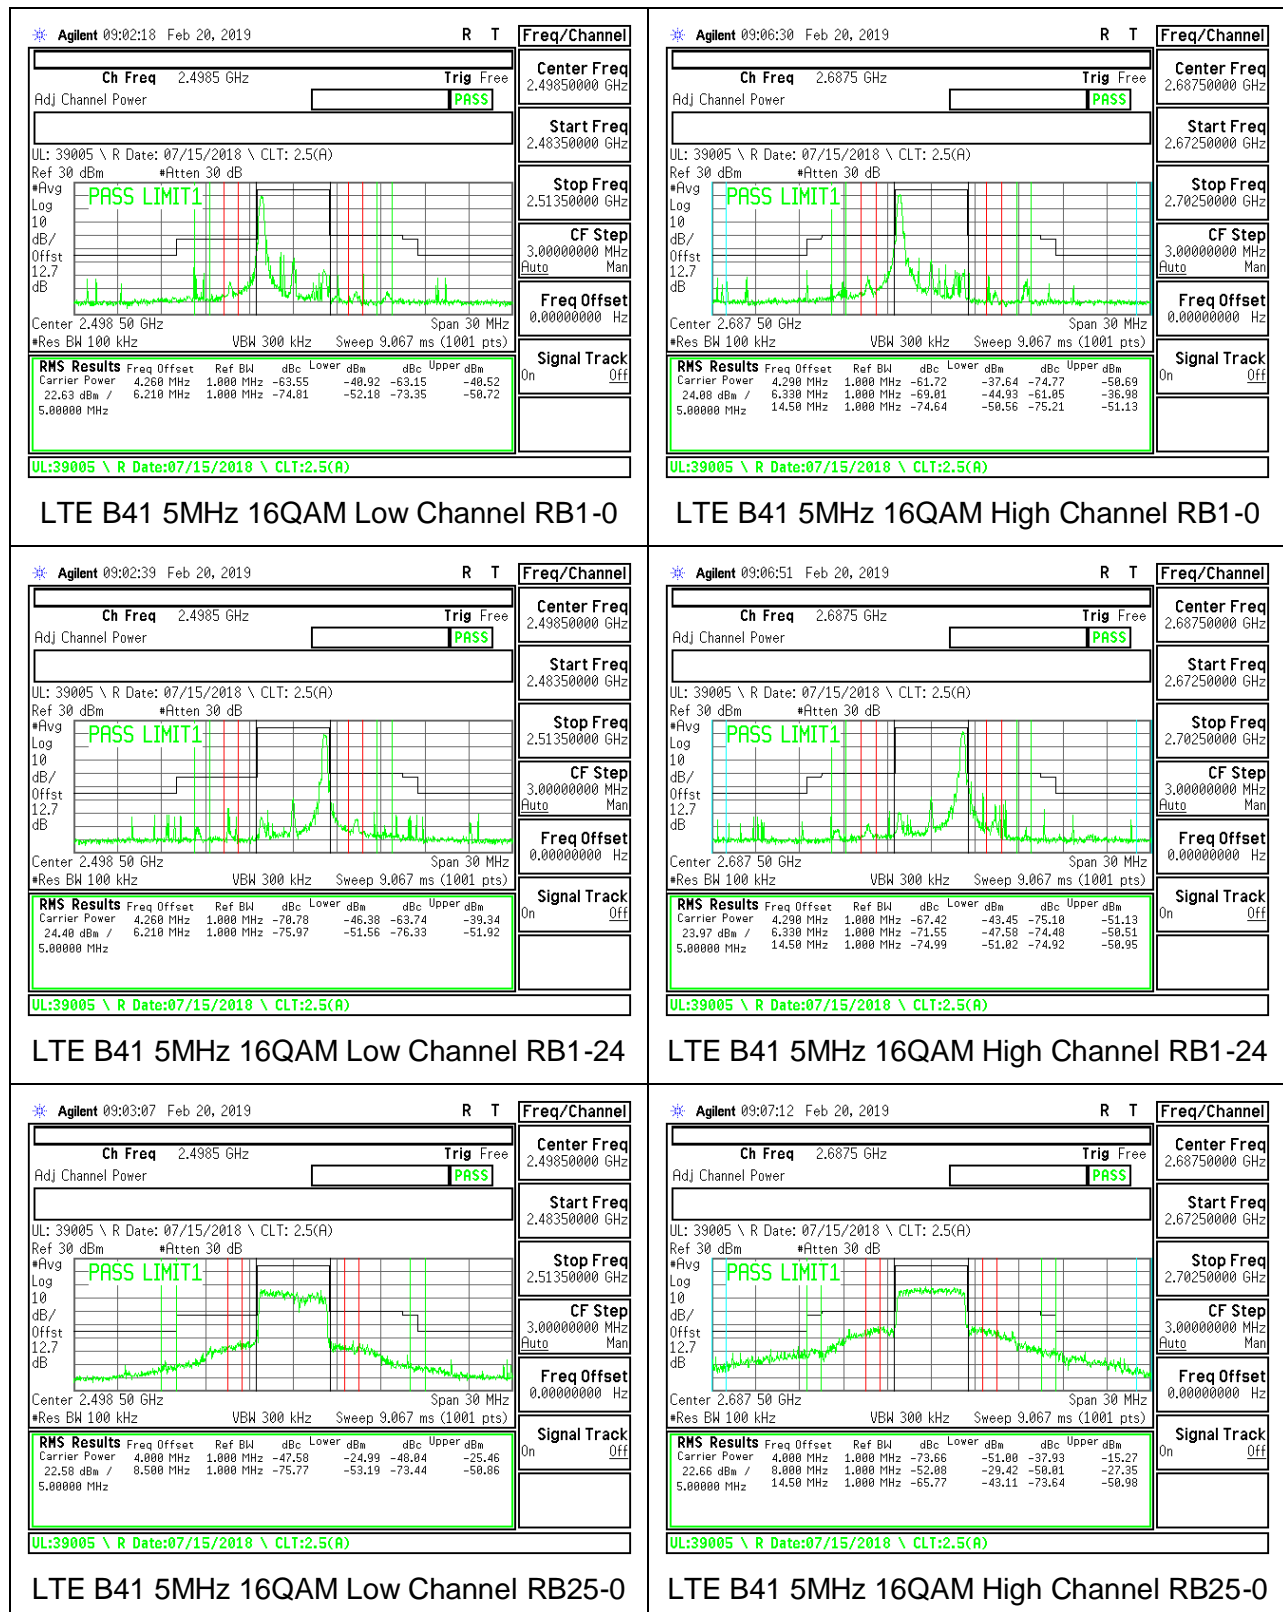 Agilent 09:02:18 Feb 20, 2019 R T Freq/Channel
Ch Freq 2.4985 GHz Trig Free
Adj Channel Power PASS
UL: 39005 \ R Date: 07/15/2018 \ CLT: 2.5(A)
Ref 30 dBm #Atten 30 dB
#Avg
Log
10
dB/
Offst
12.7
dB
PASS LIMIT1
Center 2.498 50 GHz Span 30 MHz
#Res BW 100 kHz VBW 300 kHz Sweep 9.067 ms (1001 pts)
RMS Results Freq Offset Ref BW dBc Lower dBm dBc Upper dBm
Carrier Power 4.260 MHz 1.000 MHz -63.55 -40.92 -63.15 -40.52
22.63 dBm / 6.210 MHz 1.000 MHz -74.81 -52.18 -73.35 -50.72
5.00000 MHz
UL:39005 \ R Date:07/15/2018 \ CLT:2.5(A)
Center Freq
2.49850000 GHz
Start Freq
2.48350000 GHz
Stop Freq
2.51350000 GHz
CF Step
3.00000000 MHz
Auto Man
Freq Offset
0.00000000 Hz
Signal Track
On Off
LTE B41 5MHz 16QAM Low Channel RB1-0
Agilent 09:06:30 Feb 20, 2019 R T Freq/Channel
Ch Freq 2.6875 GHz Trig Free
Adj Channel Power PASS
UL: 39005 \ R Date: 07/15/2018 \ CLT: 2.5(A)
Ref 30 dBm #Atten 30 dB
#Avg
Log
10
dB/
Offst
12.7
dB
PASS LIMIT1
Center 2.687 50 GHz Span 30 MHz
#Res BW 100 kHz VBW 300 kHz Sweep 9.067 ms (1001 pts)
RMS Results Freq Offset Ref BW dBc Lower dBm dBc Upper dBm
Carrier Power 4.290 MHz 1.000 MHz -61.72 -37.64 -74.77 -50.69
24.08 dBm / 6.330 MHz 1.000 MHz -69.01 -44.93 -61.05 -36.98
5.00000 MHz 14.50 MHz 1.000 MHz -74.64 -50.56 -75.21 -51.13
UL:39005 \ R Date:07/15/2018 \ CLT:2.5(A)
Center Freq
2.68750000 GHz
Start Freq
2.67250000 GHz
Stop Freq
2.70250000 GHz
CF Step
3.00000000 MHz
Auto Man
Freq Offset
0.00000000 Hz
Signal Track
On Off
LTE B41 5MHz 16QAM High Channel RB1-0
Agilent 09:02:39 Feb 20, 2019 R T Freq/Channel
Ch Freq 2.4985 GHz Trig Free
Adj Channel Power PASS
UL: 39005 \ R Date: 07/15/2018 \ CLT: 2.5(A)
Ref 30 dBm #Atten 30 dB
#Avg
Log
10
dB/
Offst
12.7
dB
PASS LIMIT1
Center 2.498 50 GHz Span 30 MHz
#Res BW 100 kHz VBW 300 kHz Sweep 9.067 ms (1001 pts)
RMS Results Freq Offset Ref BW dBc Lower dBm dBc Upper dBm
Carrier Power 4.260 MHz 1.000 MHz -70.78 -46.38 -63.74 -39.34
24.40 dBm / 6.210 MHz 1.000 MHz -75.97 -51.56 -76.33 -51.92
5.00000 MHz
UL:39005 \ R Date:07/15/2018 \ CLT:2.5(A)
Center Freq
2.49850000 GHz
Start Freq
2.48350000 GHz
Stop Freq
2.51350000 GHz
CF Step
3.00000000 MHz
Auto Man
Freq Offset
0.00000000 Hz
Signal Track
On Off
LTE B41 5MHz 16QAM Low Channel RB1-24
Agilent 09:06:51 Feb 20, 2019 R T Freq/Channel
Ch Freq 2.6875 GHz Trig Free
Adj Channel Power PASS
UL: 39005 \ R Date: 07/15/2018 \ CLT: 2.5(A)
Ref 30 dBm #Atten 30 dB
#Avg
Log
10
dB/
Offst
12.7
dB
PASS LIMIT1
Center 2.687 50 GHz Span 30 MHz
#Res BW 100 kHz VBW 300 kHz Sweep 9.067 ms (1001 pts)
RMS Results Freq Offset Ref BW dBc Lower dBm dBc Upper dBm
Carrier Power 4.290 MHz 1.000 MHz -67.42 -43.45 -75.10 -51.13
23.97 dBm / 6.330 MHz 1.000 MHz -71.55 -47.58 -74.48 -50.51
5.00000 MHz 14.50 MHz 1.000 MHz -74.99 -51.02 -74.92 -50.95
UL:39005 \ R Date:07/15/2018 \ CLT:2.5(A)
Center Freq
2.68750000 GHz
Start Freq
2.67250000 GHz
Stop Freq
2.70250000 GHz
CF Step
3.00000000 MHz
Auto Man
Freq Offset
0.00000000 Hz
Signal Track
On Off
LTE B41 5MHz 16QAM High Channel RB1-24
Agilent 09:03:07 Feb 20, 2019 R T Freq/Channel
Ch Freq 2.4985 GHz Trig Free
Adj Channel Power PASS
UL: 39005 \ R Date: 07/15/2018 \ CLT: 2.5(A)
Ref 30 dBm #Atten 30 dB
#Avg
Log
10
dB/
Offst
12.7
dB
PASS LIMIT1
Center 2.498 50 GHz Span 30 MHz
#Res BW 100 kHz VBW 300 kHz Sweep 9.067 ms (1001 pts)
RMS Results Freq Offset Ref BW dBc Lower dBm dBc Upper dBm
Carrier Power 4.000 MHz 1.000 MHz -47.58 -24.99 -48.04 -25.46
22.58 dBm / 8.500 MHz 1.000 MHz -75.77 -53.19 -73.44 -50.86
5.00000 MHz
UL:39005 \ R Date:07/15/2018 \ CLT:2.5(A)
Center Freq
2.49850000 GHz
Start Freq
2.48350000 GHz
Stop Freq
2.51350000 GHz
CF Step
3.00000000 MHz
Auto Man
Freq Offset
0.00000000 Hz
Signal Track
On Off
LTE B41 5MHz 16QAM Low Channel RB25-0
Agilent 09:07:12 Feb 20, 2019 R T Freq/Channel
Ch Freq 2.6875 GHz Trig Free
Adj Channel Power PASS
UL: 39005 \ R Date: 07/15/2018 \ CLT: 2.5(A)
Ref 30 dBm #Atten 30 dB
#Avg
Log
10
dB/
Offst
12.7
dB
PASS LIMIT1
Center 2.687 50 GHz Span 30 MHz
#Res BW 100 kHz VBW 300 kHz Sweep 9.067 ms (1001 pts)
RMS Results Freq Offset Ref BW dBc Lower dBm dBc Upper dBm
Carrier Power 4.000 MHz 1.000 MHz -73.66 -51.00 -37.93 -15.27
22.66 dBm / 8.000 MHz 1.000 MHz -52.08 -29.42 -50.01 -27.35
5.00000 MHz 14.50 MHz 1.000 MHz -65.77 -43.11 -73.64 -50.98
UL:39005 \ R Date:07/15/2018 \ CLT:2.5(A)
Center Freq
2.68750000 GHz
Start Freq
2.67250000 GHz
Stop Freq
2.70250000 GHz
CF Step
3.00000000 MHz
Auto Man
Freq Offset
0.00000000 Hz
Signal Track
On Off
LTE B41 5MHz 16QAM High Channel RB25-0